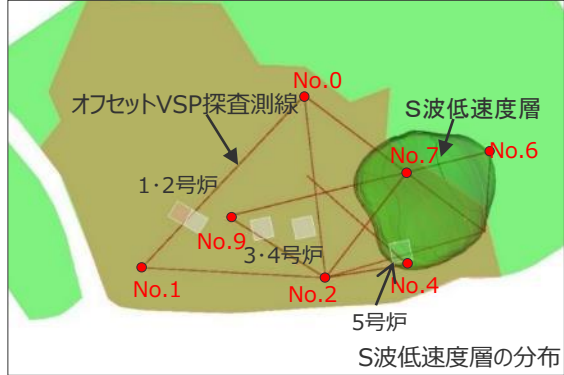 No.0
オフセットVSP探査測線
S波低速度層
No.7
No.6
1・2号炉
No.9
3・4号炉
No.1
No.2
No.4
5号炉
S波低速度層の分布